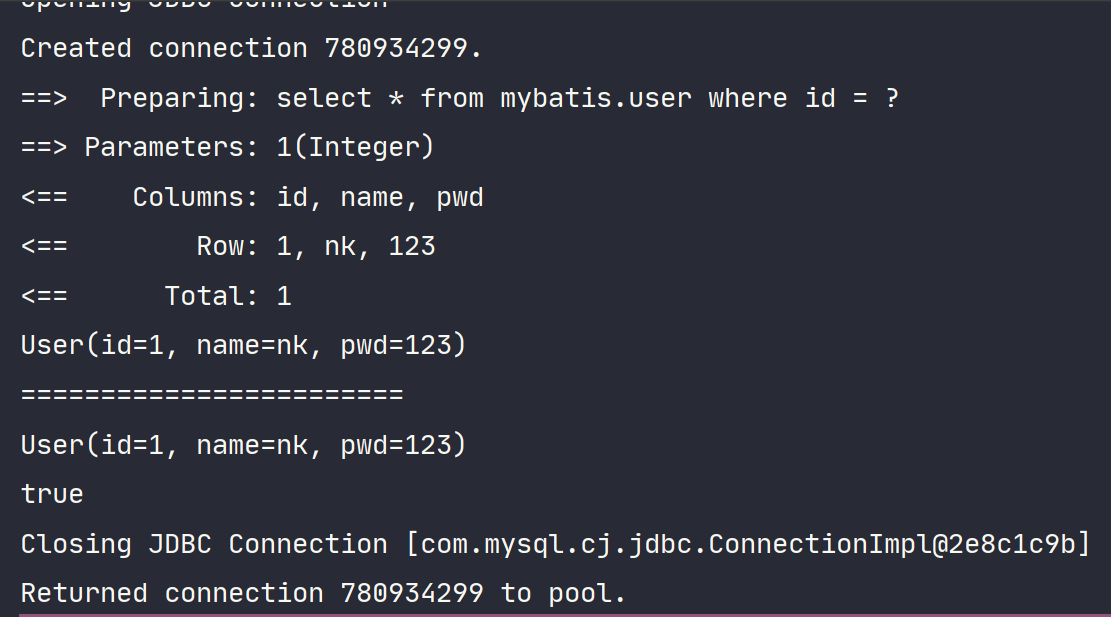 Opening JDBC Connection
Created connection 780934299.
==>  Preparing: select * from mybatis.user where id = ?
==> Parameters: 1(Integer)
<==    Columns: id, name, pwd
<==        Row: 1, nk, 123
<==      Total: 1
User(id=1, name=nk, pwd=123)
========================
User(id=1, name=nk, pwd=123)
true
Closing JDBC Connection [com.mysql.cj.jdbc.ConnectionImpl@2e8c1c9b]
Returned connection 780934299 to pool.